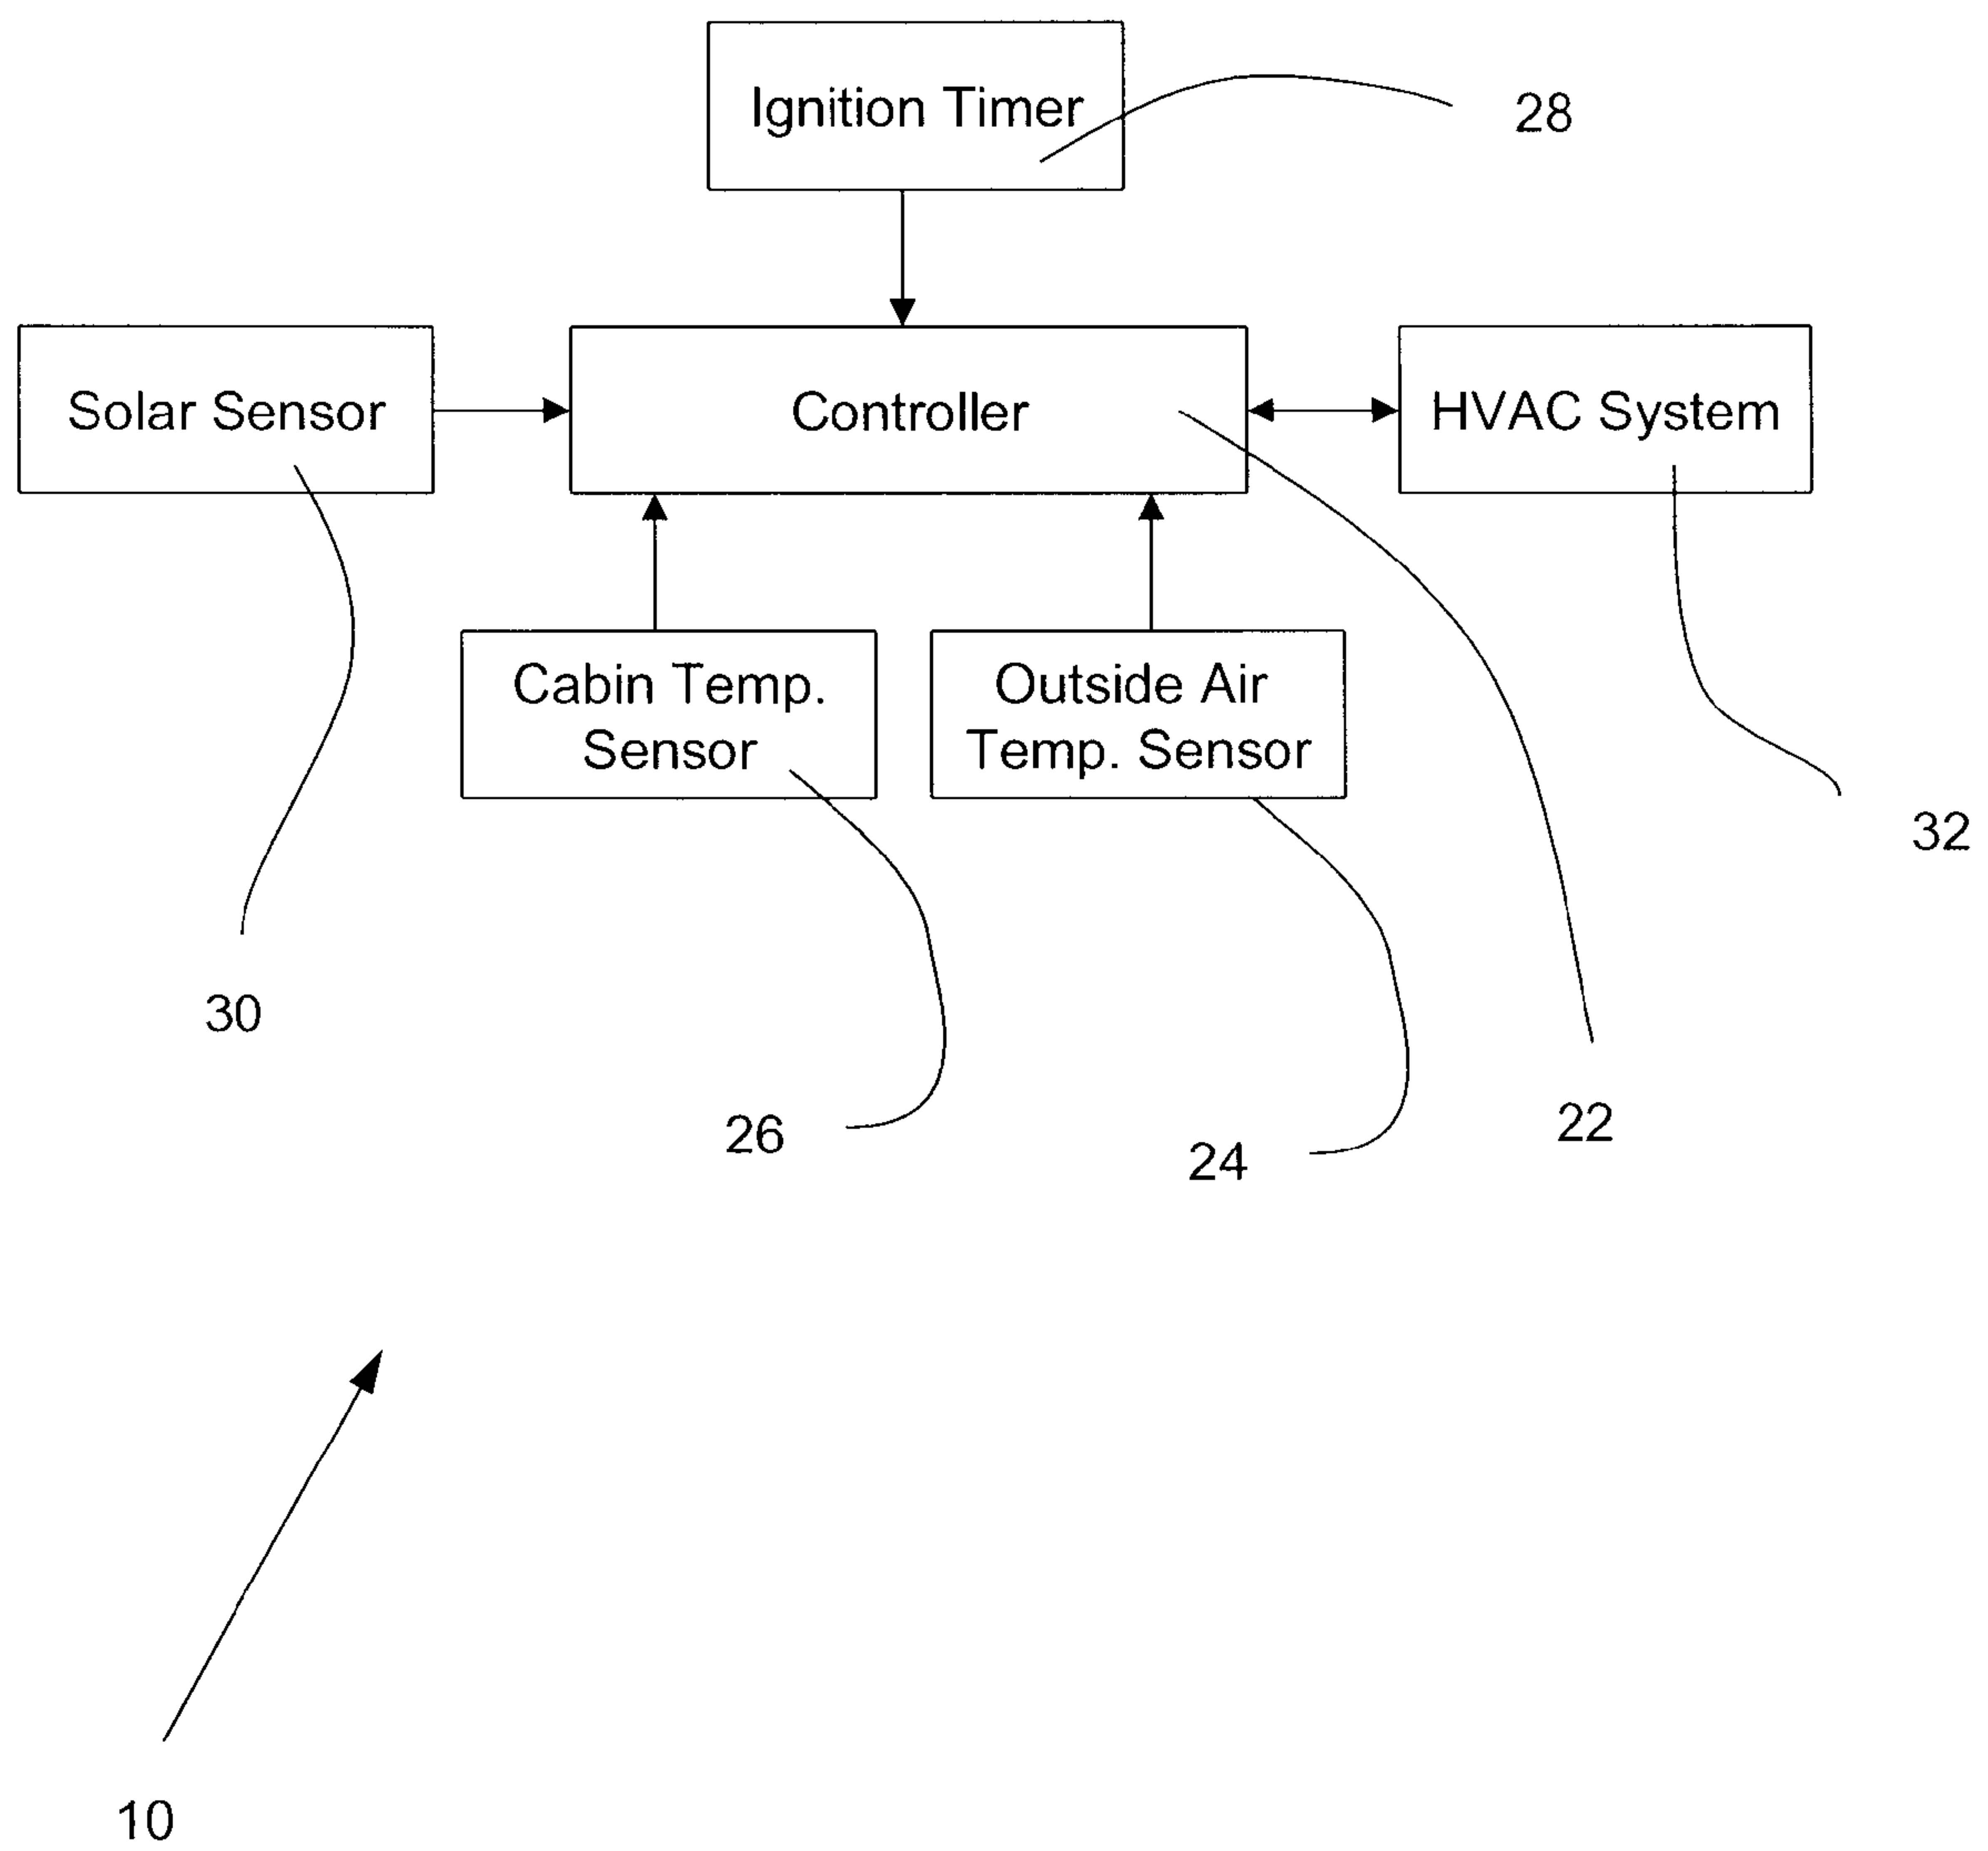 Ignition Timer
28
Solar Sensor
Controller
HVAC System
Cabin Temp.
Sensor
Outside Air
Temp. Sensor
32
30
26
24
22
10